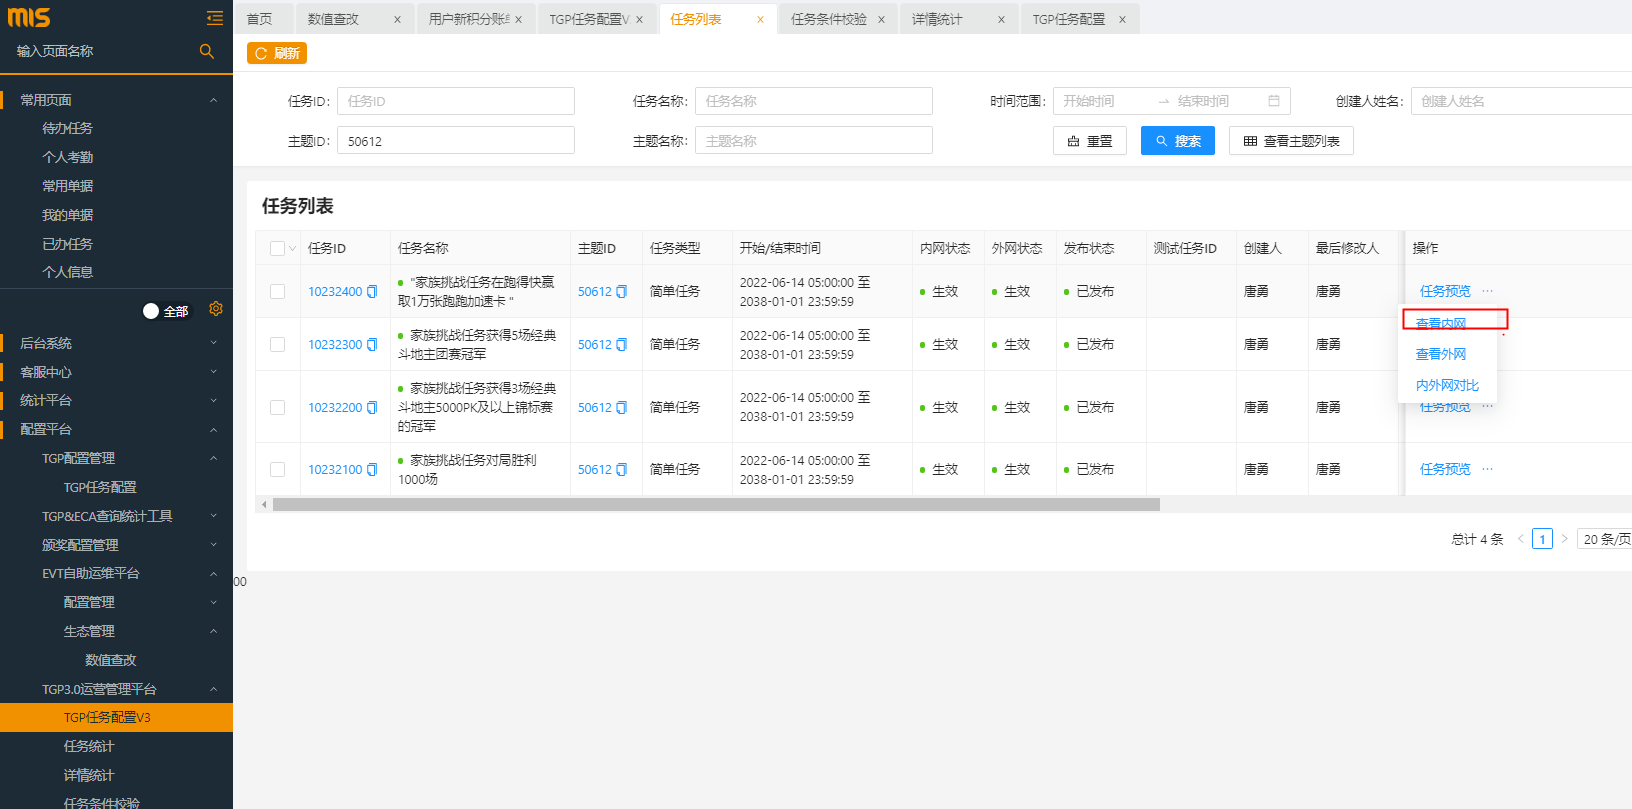 mis
输入页面名称
常用页面
待办任务
个人考勤
常用单据
我的单据
已办任务
个人信息
全部
后台系统
客服中心
统计平台
配置平台
TGP配置管理
TGP任务配置
TGP&ECA查询统计工具
颁奖配置管理
EVT自助运维平台
配置管理
生态管理
数值查改
TGP3.0运营管理平台
TGP任务配置V3
任务统计
详情统计
任务条件校验
首页 数值查改 × 用户新积分账 × TGP任务配置V × 任务列表 × 任务条件校验 × 详情统计 × TGP任务配置 ×
刷新
任务ID: 任务ID 任务名称: 任务名称 时间范围: 开始时间 → 结束时间 创建人姓名: 创建人姓名
主题ID: 50612 主题名称: 主题名称 重置 搜索 查看主题列表
任务列表
任务ID 任务名称 主题ID 任务类型 开始/结束时间 内网状态 外网状态 发布状态 测试任务ID 创建人 最后修改人 操作
10232400 "家族挑战任务在跑得快赢 50612 简单任务 2022-06-14 05:00:00 至 生效 生效 已发布 唐勇 唐勇 任务预览 ···
取1万张跑跑加速卡 " 2038-01-01 23:59:59
查看内网
10232300 家族挑战任务获得5场经典 50612 简单任务 2022-06-14 05:00:00 至 生效 生效 已发布 唐勇 唐勇
斗地主团赛冠军 2038-01-01 23:59:59
查看外网
内外网对比
10232200 家族挑战任务获得3场经典 50612 简单任务 2022-06-14 05:00:00 至 生效 生效 已发布 唐勇 唐勇 任务预览 ···
斗地主5000PK及以上锦标赛 2038-01-01 23:59:59
的冠军
10232100 家族挑战任务对局胜利 50612 简单任务 2022-06-14 05:00:00 至 生效 生效 已发布 唐勇 唐勇 任务预览 ···
1000场 2038-01-01 23:59:59
总计 4 条 < 1 > 20 条/页
00